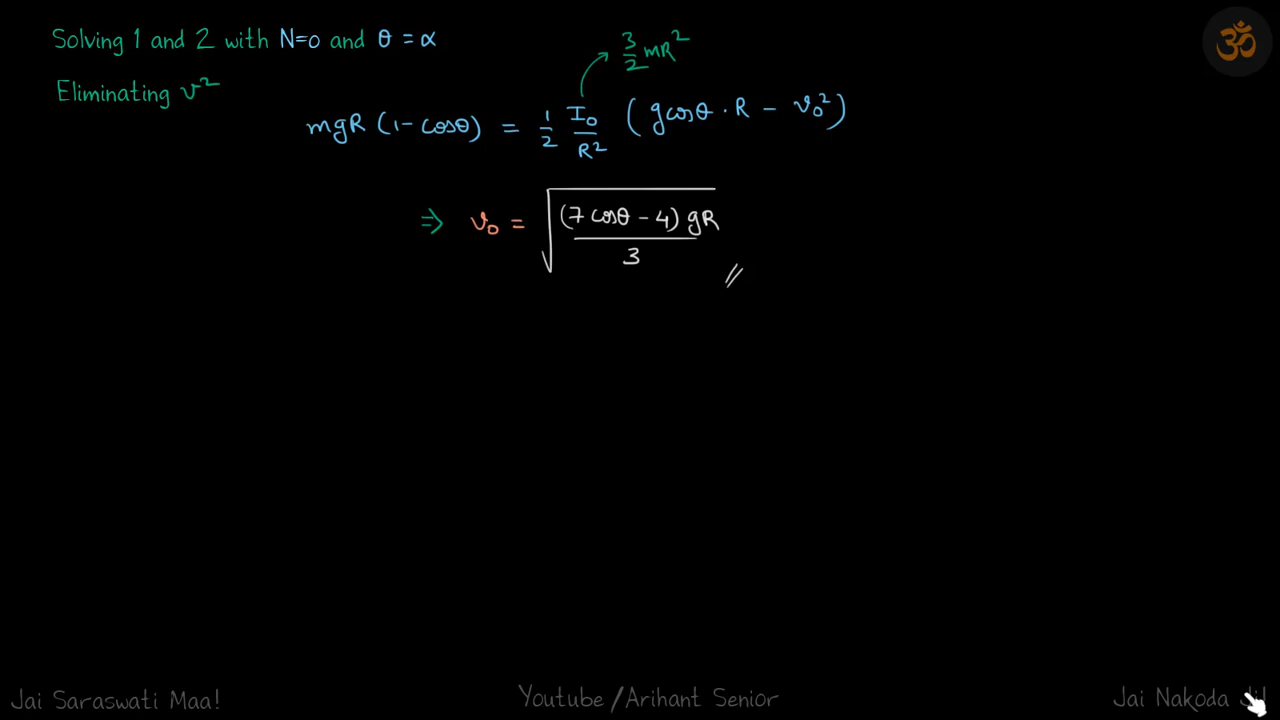 Solving 1 and 2 with N=0 and θ = α
3/2 mR²
Eliminating v²
mgR (1 - cosθ) = 1/2 I₀/R² (g cosθ · R - v₀²)
⇒ v₀ = √((7 cosθ - 4) gR / 3) //
ॐ
Jai Saraswati Maa!
Youtube /Arihant Senior
Jai Nakoda Ji!